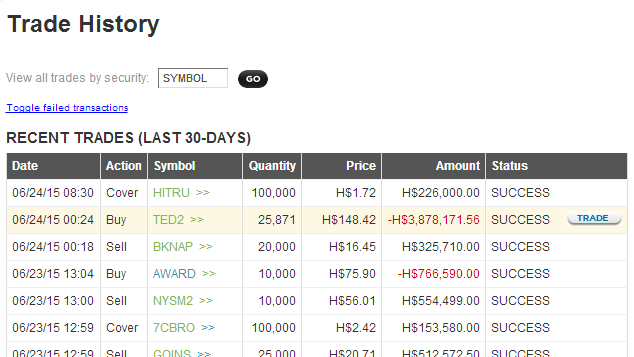 Trade History
View all trades by security: SYMBOL GO
Toggle failed transactions
RECENT TRADES (LAST 30-DAYS)
Date Action Symbol Quantity Price Amount Status
06/24/15 08:30 Cover HITRU >> 100,000 H$1.72 H$226,000.00 SUCCESS
06/24/15 00:24 Buy TED2 >> 25,871 H$148.42 -H$3,878,171.56 SUCCESS TRADE
06/24/15 00:18 Sell BKNAP >> 20,000 H$16.45 H$325,710.00 SUCCESS
06/23/15 13:04 Buy AWARD >> 10,000 H$75.90 -H$766,590.00 SUCCESS
06/23/15 13:00 Sell NYSM2 >> 10,000 H$56.01 H$554,499.00 SUCCESS
06/23/15 12:59 Cover 7CBRO >> 100,000 H$2.42 H$153,580.00 SUCCESS
06/23/15 12:59 Sell GOINS >> 25,000 H$20.71 H$512,572.50 SUCCESS